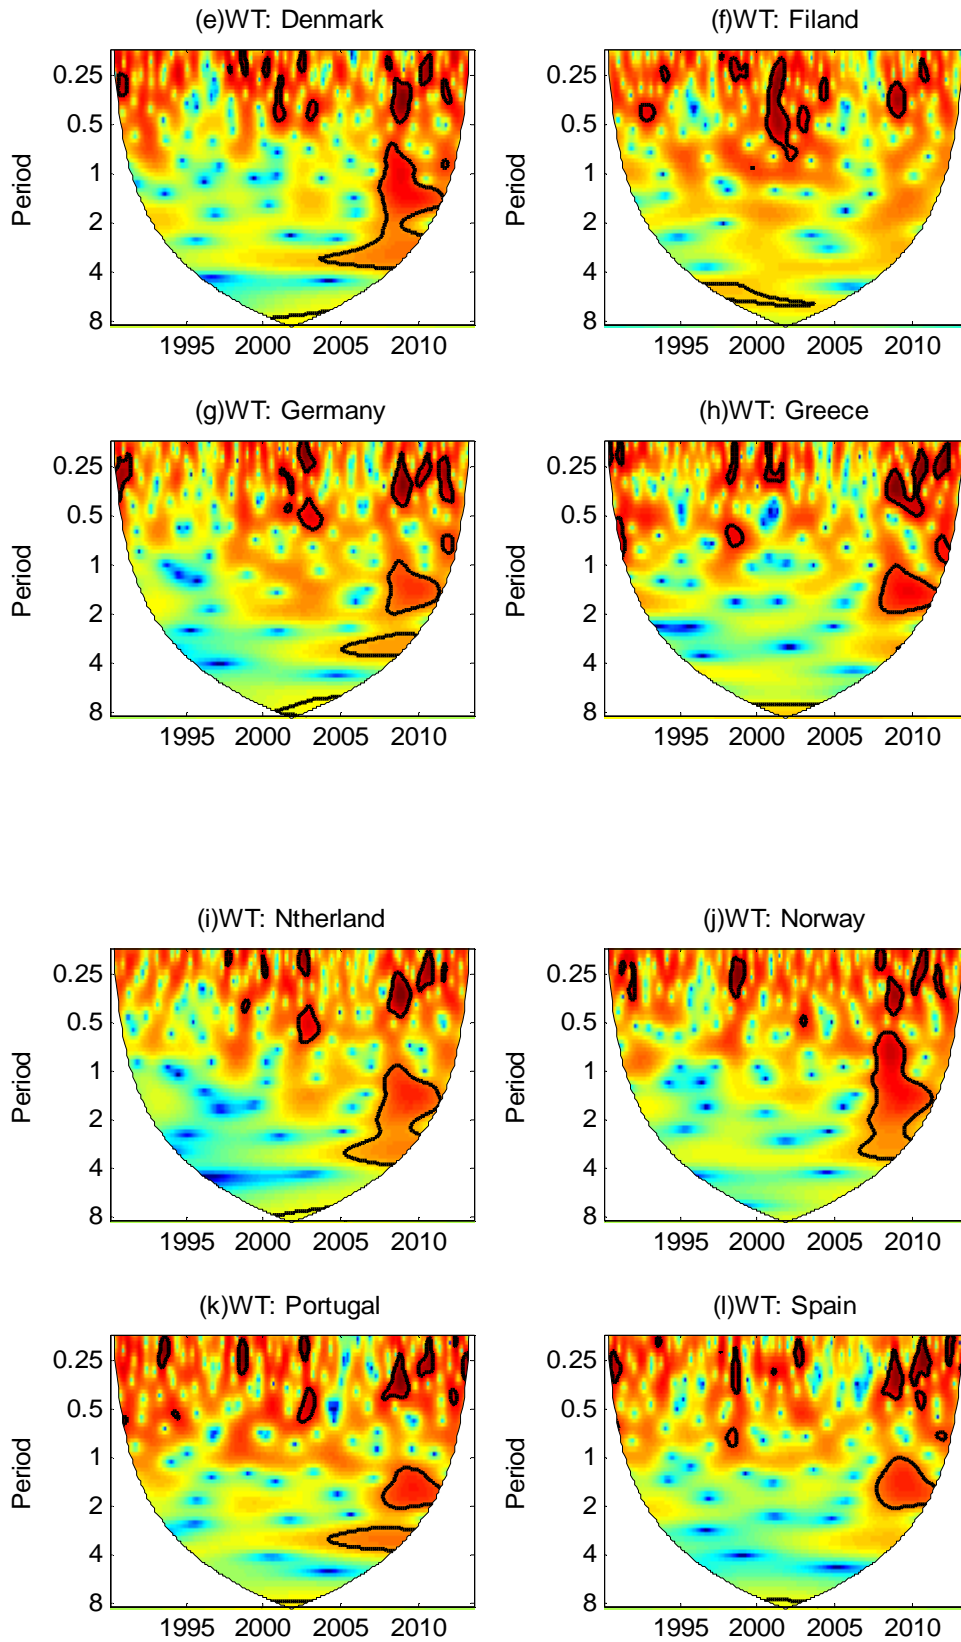 (e)WT: Denmark
(f)WT: Filand
Period
0.25
0.5
1
2
4
8
1995 2000 2005 2010
Period
0.25
0.5
1
2
4
8
1995 2000 2005 2010
(g)WT: Germany
(h)WT: Greece
Period
0.25
0.5
1
2
4
8
1995 2000 2005 2010
Period
0.25
0.5
1
2
4
8
1995 2000 2005 2010
(i)WT: Ntherland
(j)WT: Norway
Period
0.25
0.5
1
2
4
8
1995 2000 2005 2010
Period
0.25
0.5
1
2
4
8
1995 2000 2005 2010
(k)WT: Portugal
(l)WT: Spain
Period
0.25
0.5
1
2
4
8
1995 2000 2005 2010
Period
0.25
0.5
1
2
4
8
1995 2000 2005 2010